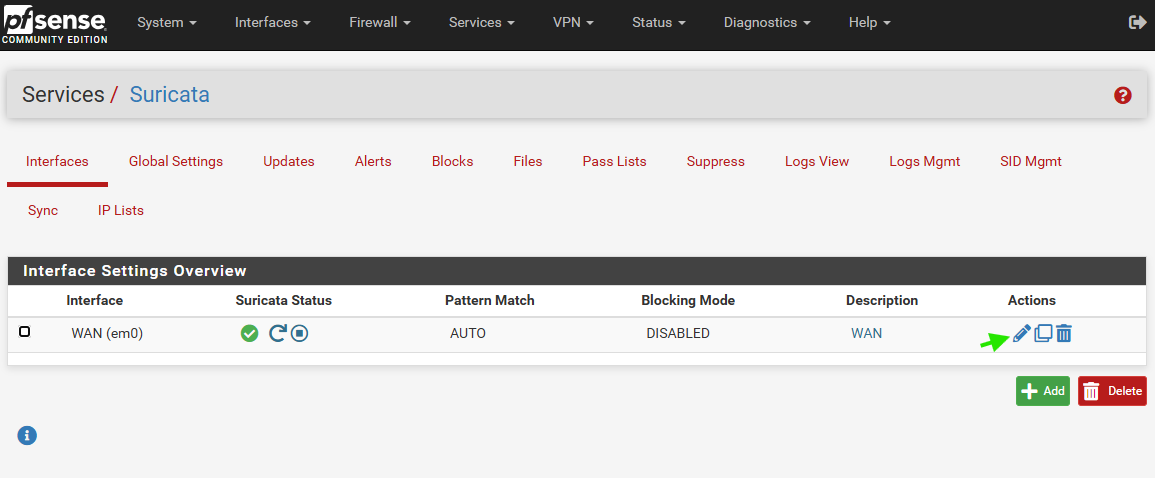 pfsense
COMMUNITY EDITION
System Interfaces Firewall Services VPN Status Diagnostics Help
Services / Suricata
Interfaces Global Settings Updates Alerts Blocks Files Pass Lists Suppress Logs View Logs Mgmt SID Mgmt
Sync IP Lists
Interface Settings Overview
Interface Suricata Status Pattern Match Blocking Mode Description Actions
WAN (em0) AUTO DISABLED WAN
Add Delete